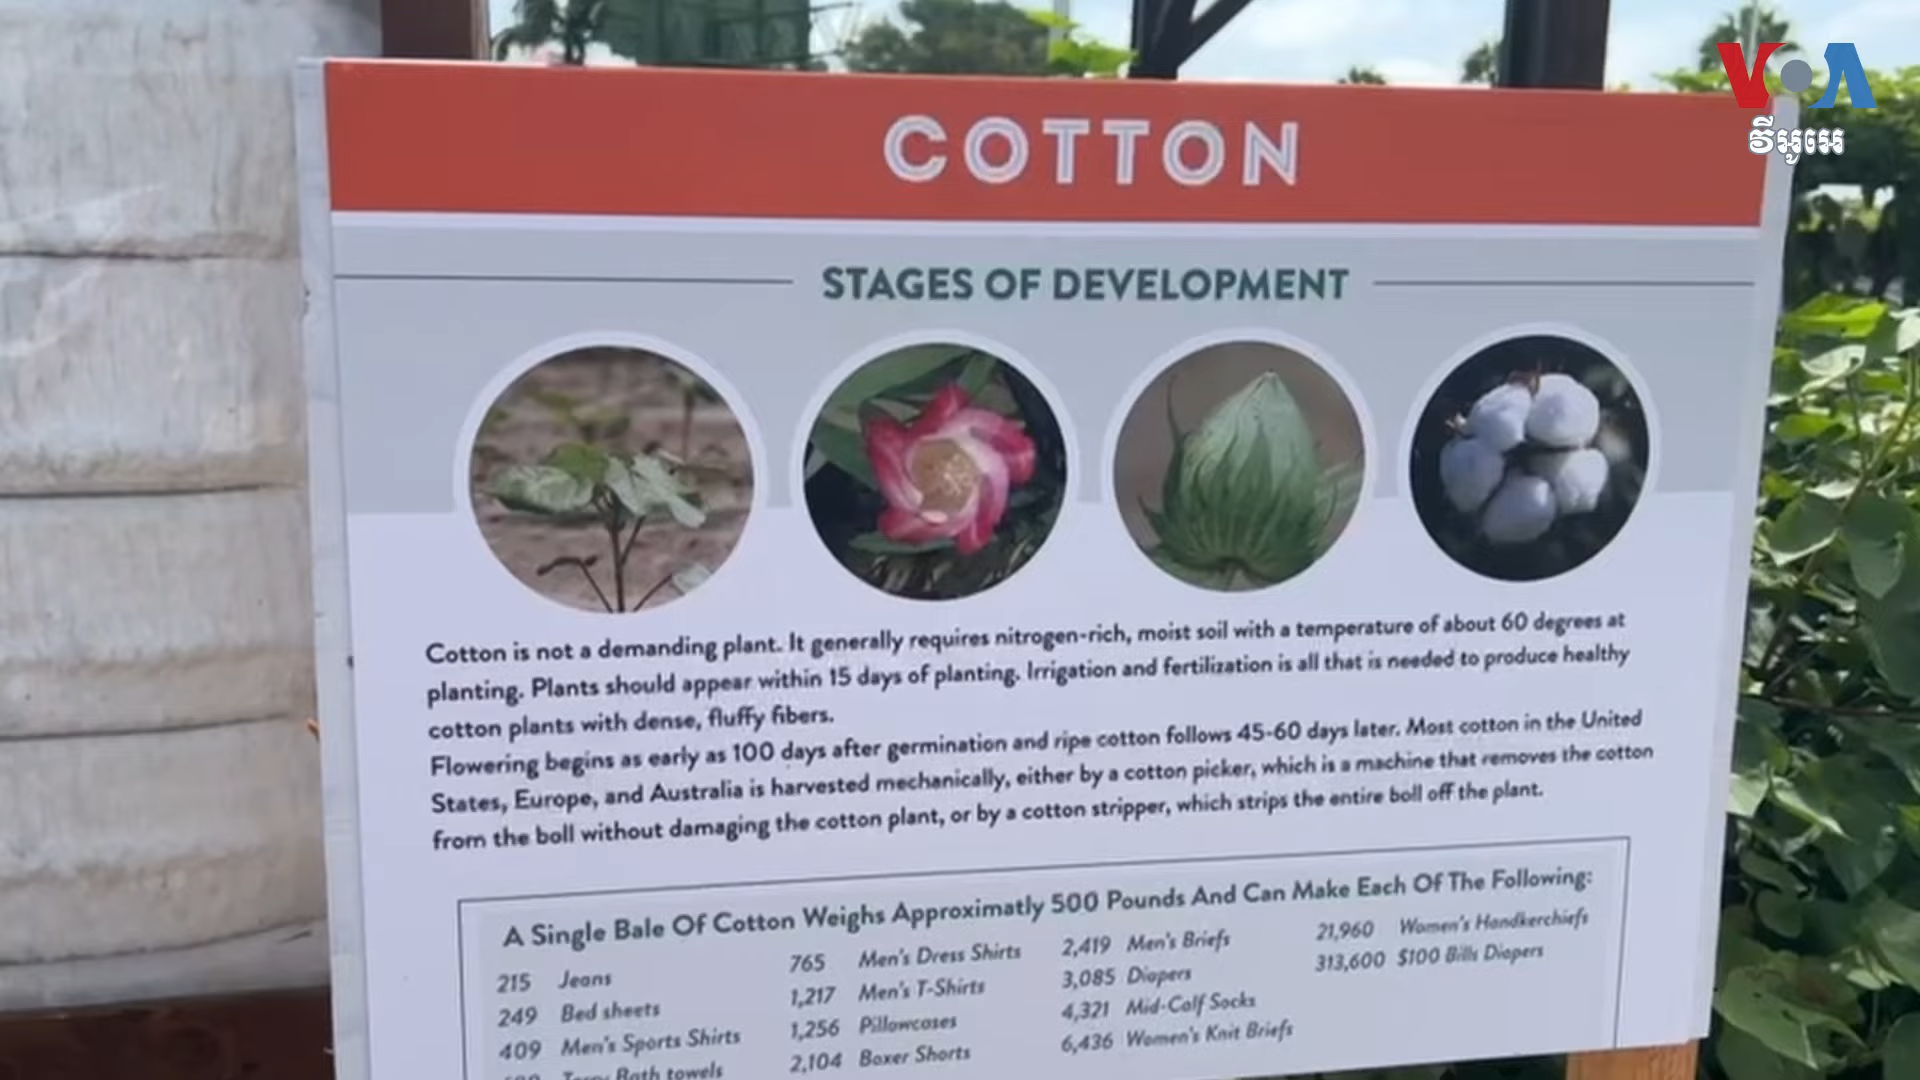 VOA
វីអូអេ
COTTON
STAGES OF DEVELOPMENT
Cotton is not a demanding plant. It generally requires nitrogen-rich, moist soil with a temperature of about 60 degrees at
planting. Plants should appear within 15 days of planting. Irrigation and fertilization is all that is needed to produce healthy
cotton plants with dense, fluffy fibers.
Flowering begins as early as 100 days after germination and ripe cotton follows 45-60 days later. Most cotton in the United
States, Europe, and Australia is harvested mechanically, either by a cotton picker, which is a machine that removes the cotton
from the boll without damaging the cotton plant, or by a cotton stripper, which strips the entire boll off the plant.
A Single Bale Of Cotton Weighs Approximatly 500 Pounds And Can Make Each Of The Following:
215 Jeans
249 Bed sheets
409 Men's Sports Shirts
Bath towels
765 Men's Dress Shirts
1,217 Men's T-Shirts
1,256 Pillowcases
2,104 Boxer Shorts
2,419 Men's Briefs
3,085 Diapers
4,321 Mid-Calf Socks
6,436 Women's Knit Briefs
21,960 Women's Handkerchiefs
313,600 $100 Bills Diapers